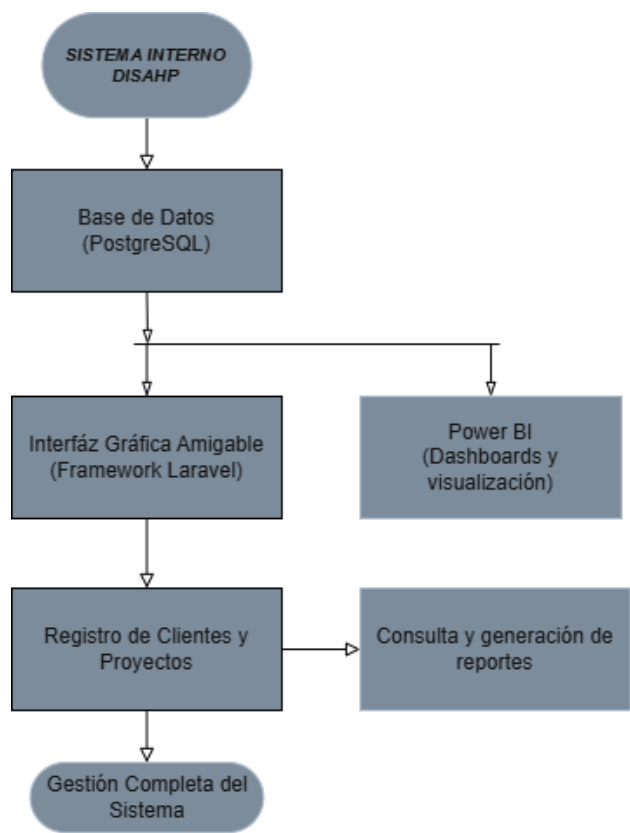 SISTEMA INTERNO
DISAHP
Base de Datos
(PostgreSQL)
Interfáz Gráfica Amigable
(Framework Laravel)
Power BI
(Dashboards y
visualización)
Registro de Clientes y
Proyectos
Consulta y generación de
reportes
Gestión Completa del
Sistema